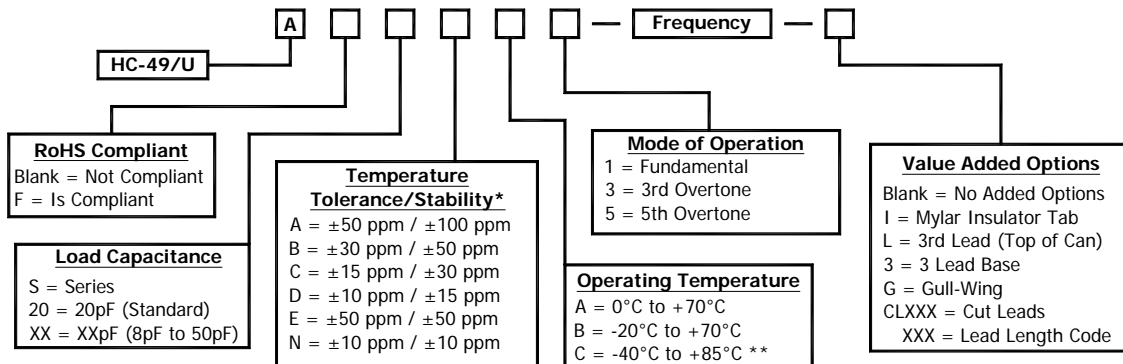 A
Frequency
HC-49/U
RoHS Compliant
Blank = Not Compliant
F = Is Compliant
Load Capacitance
S = Series
20 = 20pF (Standard)
XX = XXpF (8pF to 50pF)
Temperature
Tolerance/Stability*
A = ±50 ppm / ±100 ppm
B = ±30 ppm / ±50 ppm
C = ±15 ppm / ±30 ppm
D = ±10 ppm / ±15 ppm
E = ±50 ppm / ±50 ppm
N = ±10 ppm / ±10 ppm
Operating Temperature
A = 0°C to +70°C
B = -20°C to +70°C
C = -40°C to +85°C **
Mode of Operation
1 = Fundamental
3 = 3rd Overtone
5 = 5th Overtone
Value Added Options
Blank = No Added Options
I = Mylar Insulator Tab
L = 3rd Lead (Top of Can)
3 = 3 Lead Base
G = Gull-Wing
CLXXX = Cut Leads
XXX = Lead Length Code